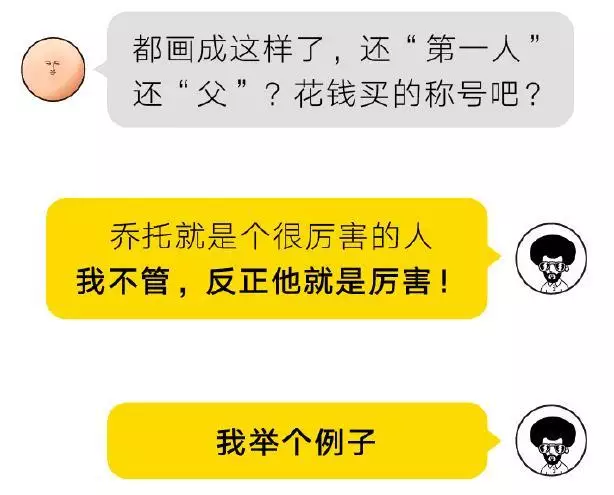 都画成这样了，还“第一人”
还“父”？花钱买的称号吧？
乔托就是个很厉害的人
我不管，反正他就是厉害！
我举个例子